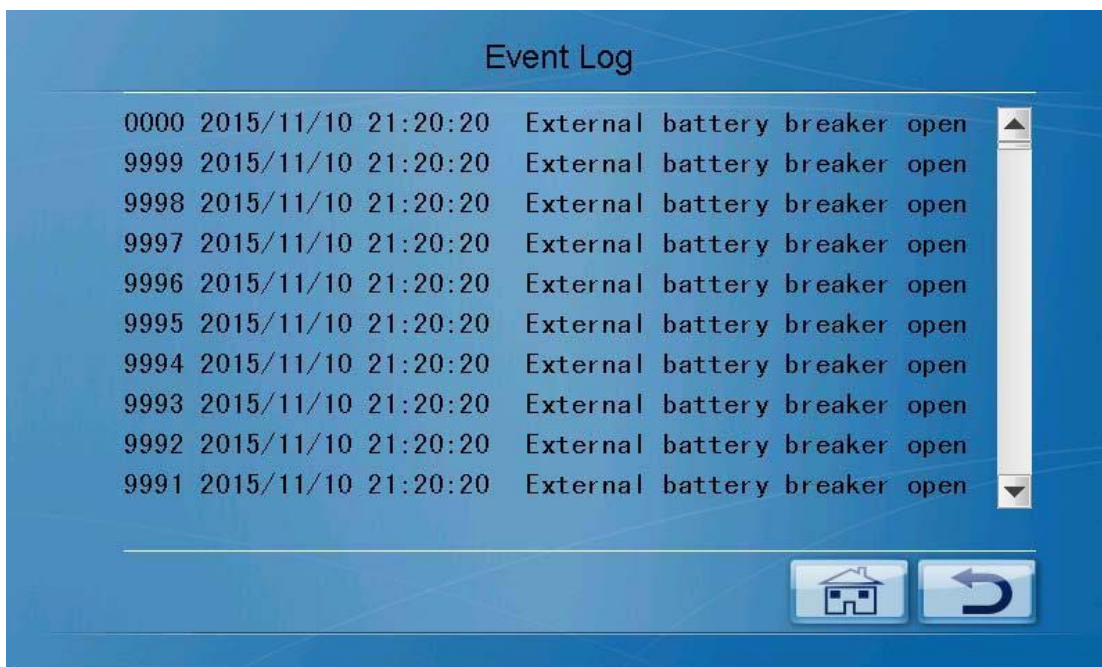 Event Log
0000 2015/11/10 21:20:20 External battery breaker open
9999 2015/11/10 21:20:20 External battery breaker open
9998 2015/11/10 21:20:20 External battery breaker open
9997 2015/11/10 21:20:20 External battery breaker open
9996 2015/11/10 21:20:20 External battery breaker open
9995 2015/11/10 21:20:20 External battery breaker open
9994 2015/11/10 21:20:20 External battery breaker open
9993 2015/11/10 21:20:20 External battery breaker open
9992 2015/11/10 21:20:20 External battery breaker open
9991 2015/11/10 21:20:20 External battery breaker open